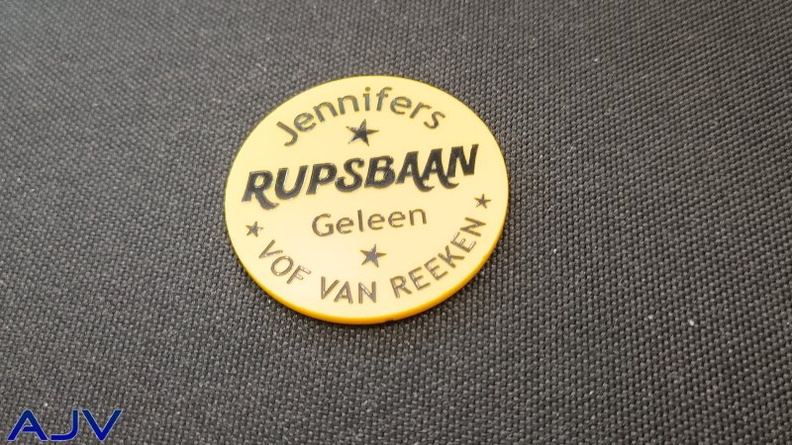 Jennifers
RUPSBAAN
Geleen
VOF VAN REEKEN
AJV